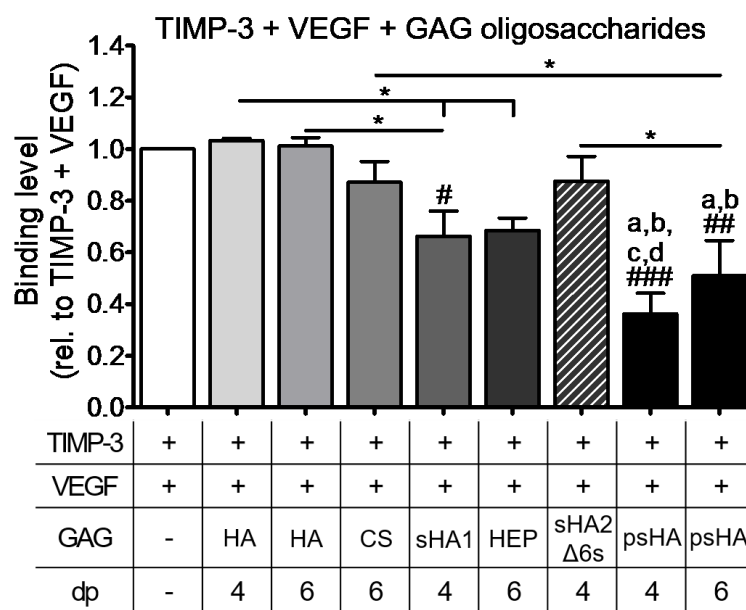 TIMP-3 + VEGF + GAG oligosaccharides
Binding level
(rel. to TIMP-3 + VEGF)
1.4
1.2
1.0
0.8
0.6
0.4
0.2
0.0
*
*
*
*
#
a,b,
c,d
###
a,b
##
TIMP-3 + + + + + + + + +
VEGF + + + + + + + + +
GAG - HA HA CS sHA1 HEP sHA2 Δ6s psHA psHA
dp - 4 6 6 4 6 4 4 6